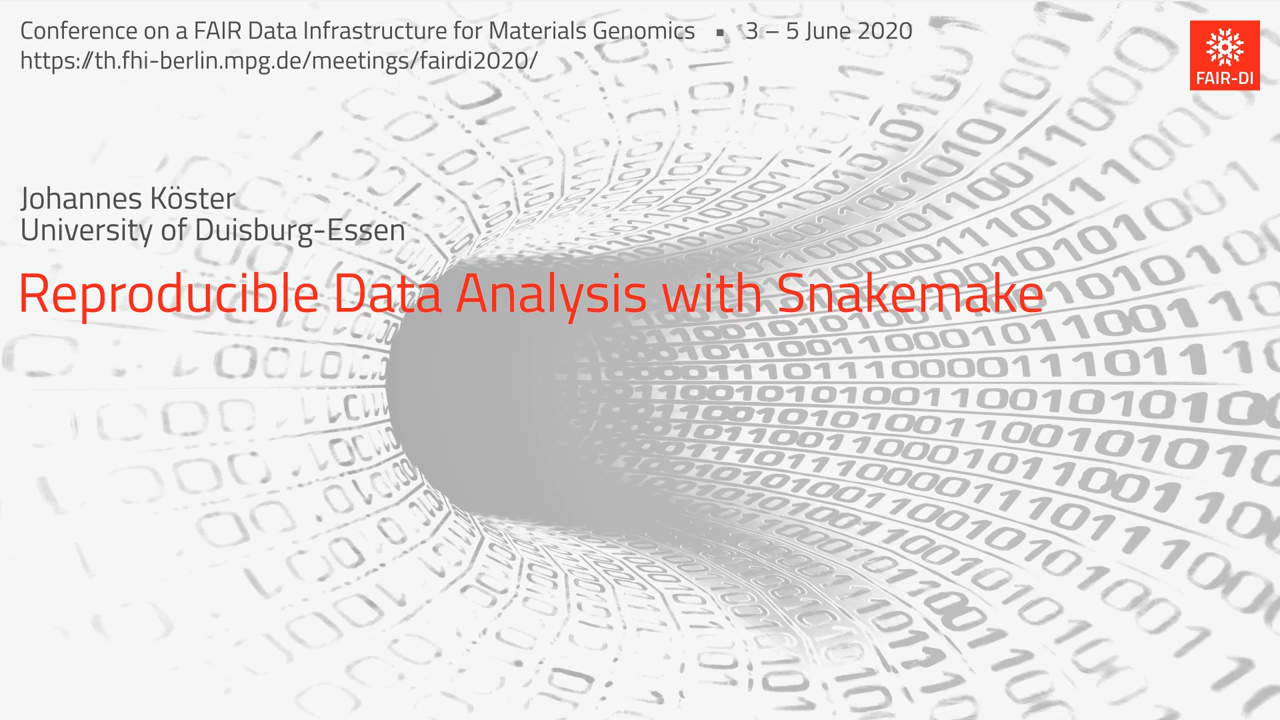 Conference on a FAIR Data Infrastructure for Materials Genomics ▪ 3 – 5 June 2020
https://th.fhi-berlin.mpg.de/meetings/fairdi2020/
FAIR-DI
Johannes Köster
University of Duisburg-Essen
Reproducible Data Analysis with Snakemake